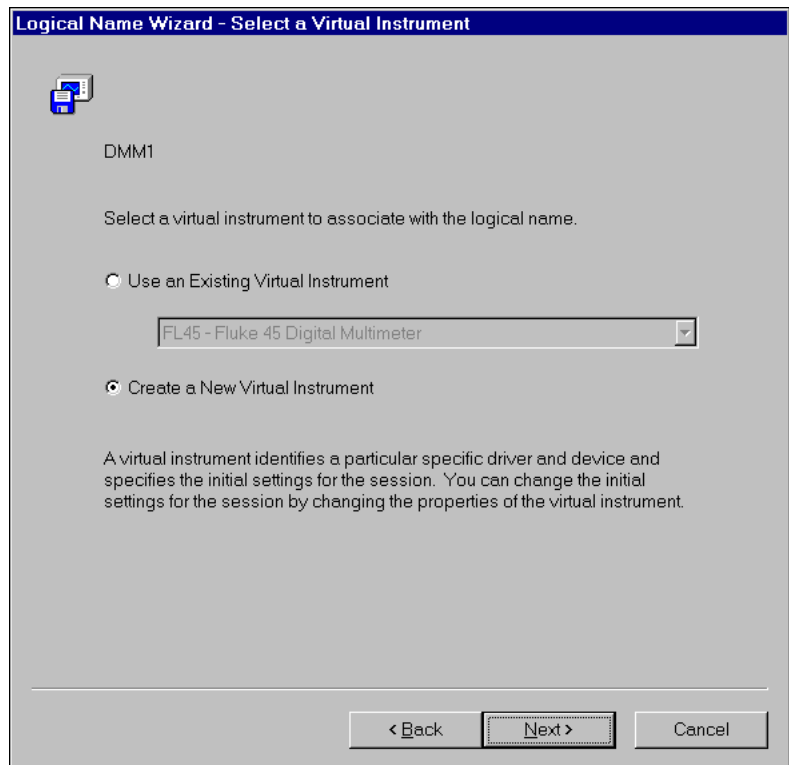 Logical Name Wizard - Select a Virtual Instrument
DMM1
Select a virtual instrument to associate with the logical name.
Use an Existing Virtual Instrument
FL45 - Fluke 45 Digital Multimeter
Create a New Virtual Instrument
A virtual instrument identifies a particular specific driver and device and
specifies the initial settings for the session.  You can change the initial
settings for the session by changing the properties of the virtual instrument.
< Back
Next >
Cancel